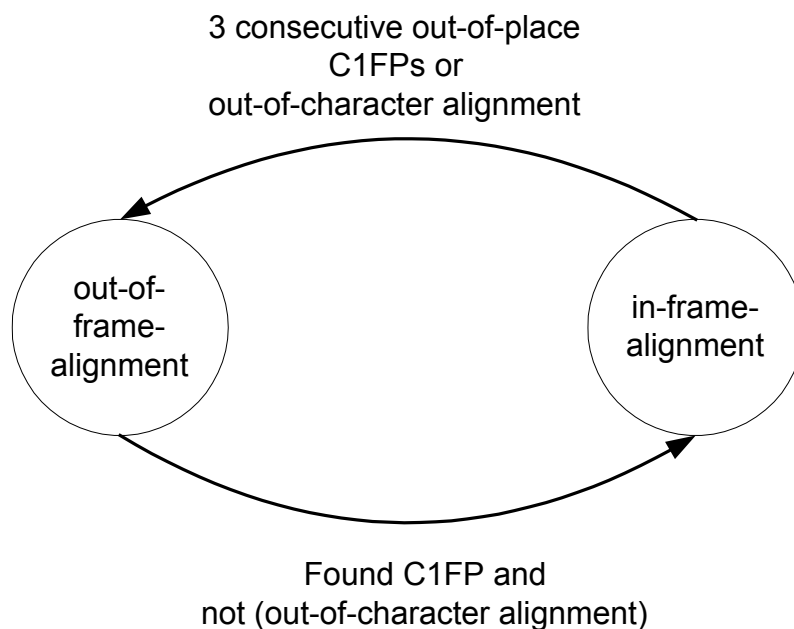 3 consecutive out-of-place
C1FPs or
out-of-character alignment
out-of-
frame-
alignment
in-frame-
alignment
Found C1FP and
not (out-of-character alignment)